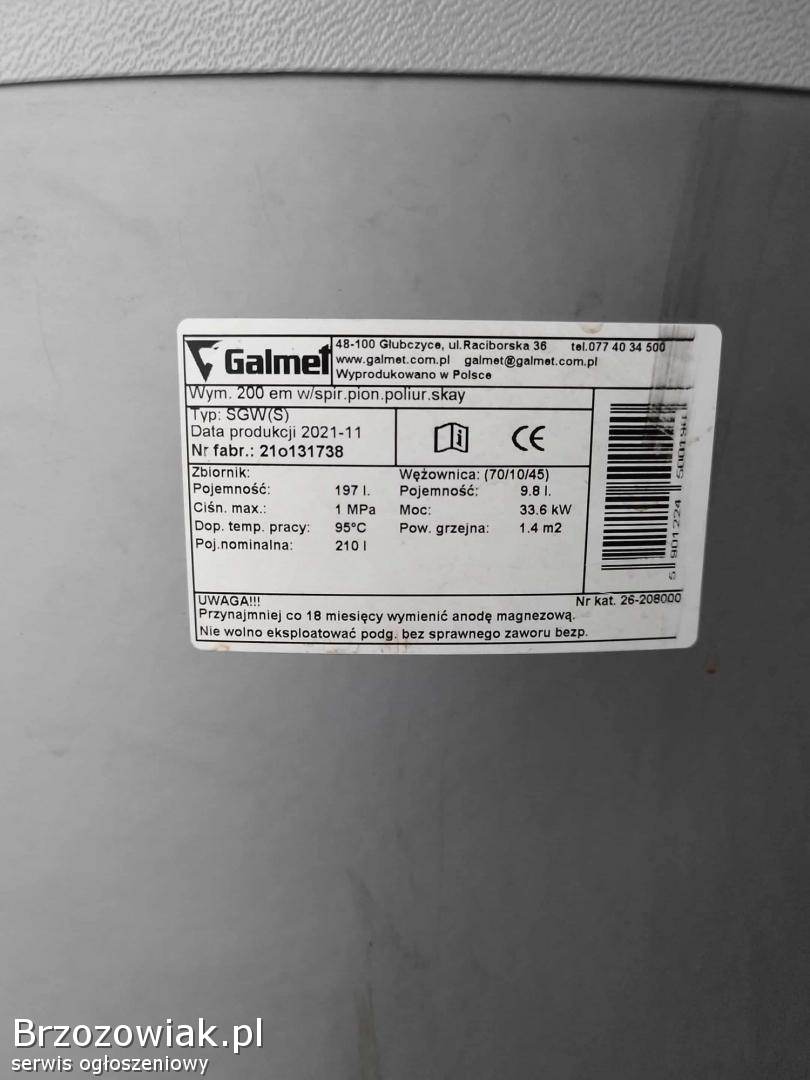 Galmet
48-100 Głubczyce, ul.Raciborska 36 tel.077 40 34 500
www.galmet.com.pl galmet@galmet.com.pl
Wyprodukowano w Polsce
Wym. 200 em w/spir.pion.poliur.skay
Typ: SGW(S)
Data produkcji 2021-11
Nr fabr.: 21o131738
CE
Zbiornik:
Pojemność: 197 l.
Ciśn. max.: 1 MPa
Dop. temp. pracy: 95°C
Poj.nominalna: 210 l
Wężownica: (70/10/45)
Pojemność: 9.8 l.
Moc: 33.6 kW
Pow. grzejna: 1.4 m2
5 901224 500198
UWAGA!!! Nr kat. 26-208000
Przynajmniej co 18 miesięcy wymienić anodę magnezową.
Nie wolno eksploatować podg. bez sprawnego zaworu bezp.
Brzozowiak.pl
serwis ogłoszeniowy